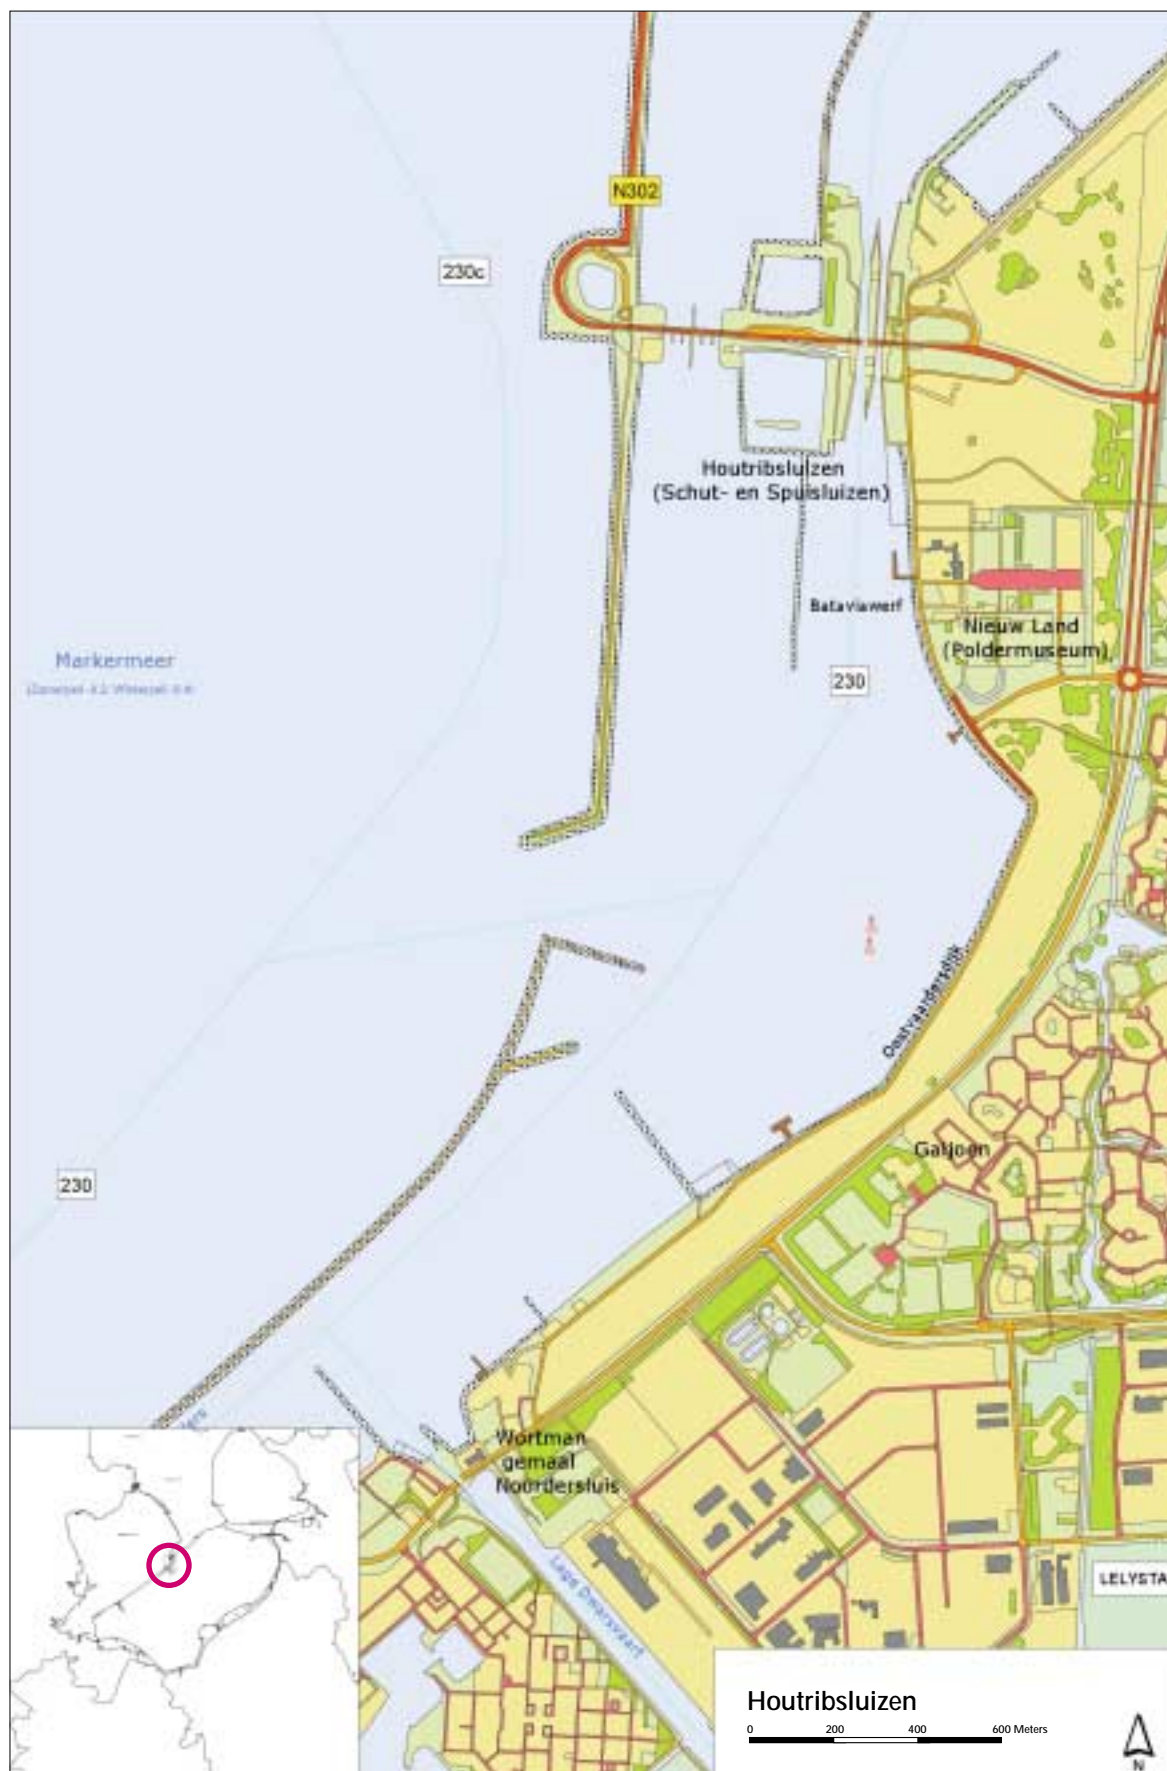 N302
230c
Houtribsluizen
(Schut- en Spuisluizen)
Bataviawerf
Nieuw Land
(Poldermuseum)
Markermeer
230
Oostvaardersdijk
Galjoen
230
Wortman
gemaal
Noordersluis
Lage Dwarsvaart
LELYSTA
Houtribsluizen
0 200 400 600 Meters
N